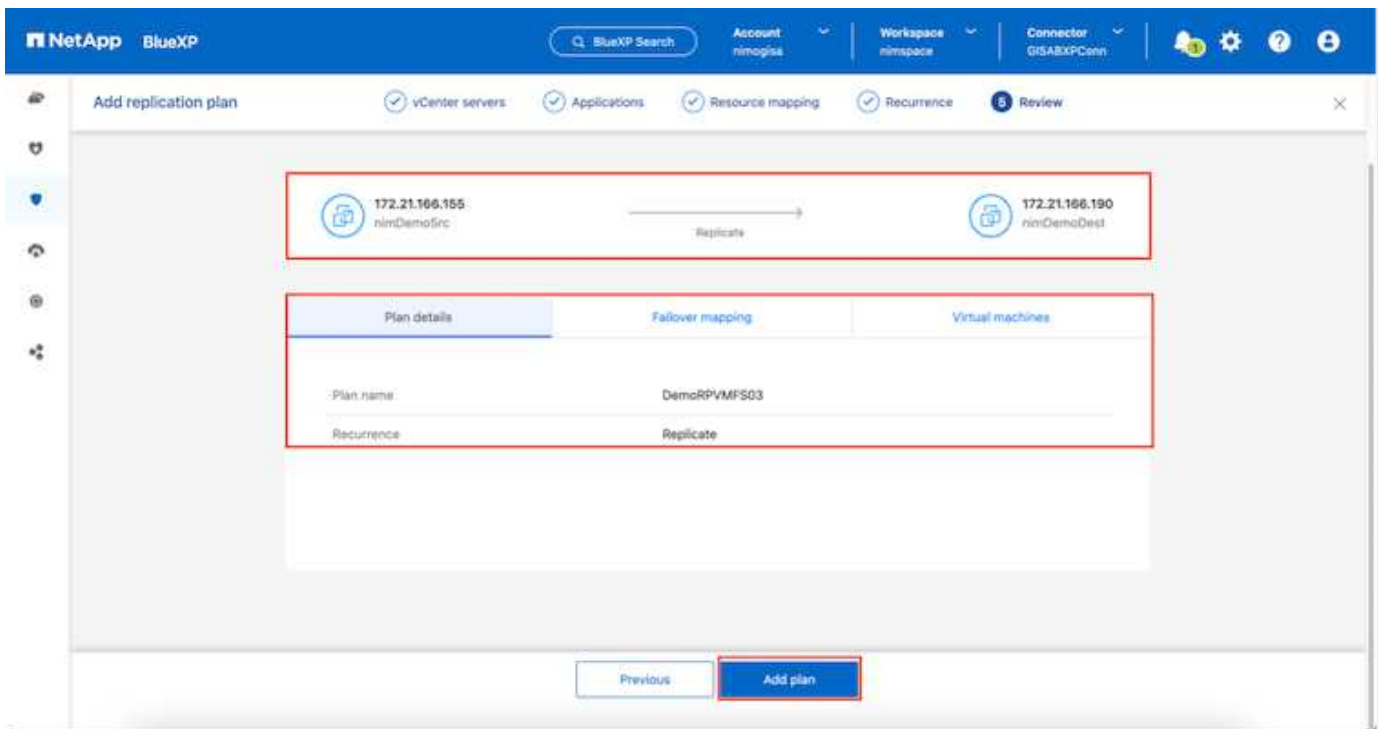 NetApp BlueXP
BlueXP Search
Account
nimogisa
Workspace
nimspace
Connector
GISABXPConn
1
Add replication plan
vCenter servers
Applications
Resource mapping
Recurrence
5 Review
172.21.166.155
nimDemoSrc
Replicate
172.21.166.190
nimDemoDest
Plan details
Failover mapping
Virtual machines
Plan name
DemoRPVMFS03
Recurrence
Replicate
Previous
Add plan